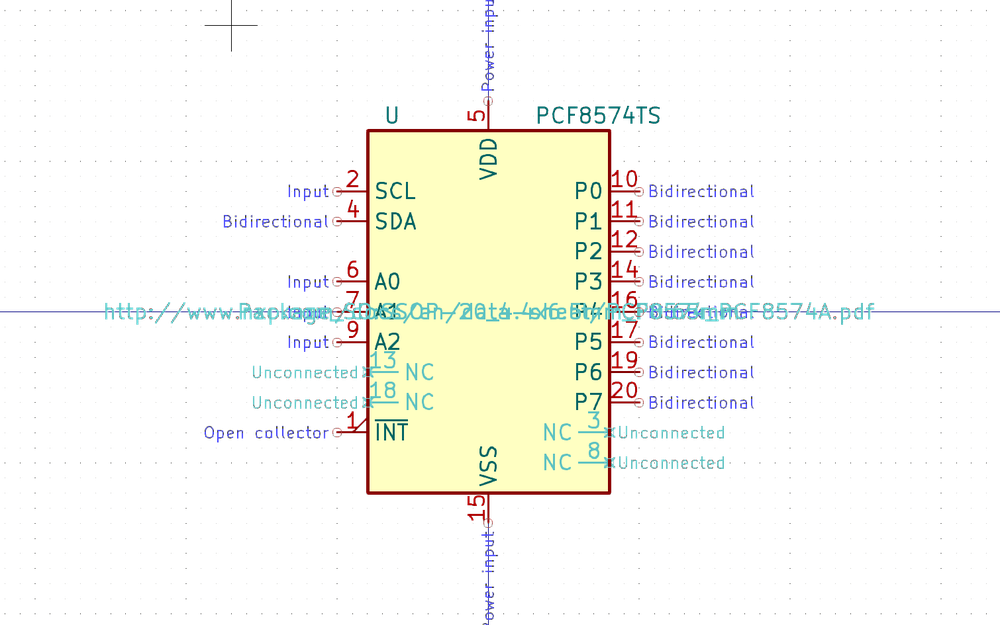 Power input
5
U PCF8574TS
VDD
Input 2 SCL P0 10 Bidirectional
Bidirectional 4 SDA P1 11 Bidirectional
P2 12 Bidirectional
Input 6 A0 P3 14 Bidirectional
7 A1 P4 16
Input 9 A2 P5 17 Bidirectional
Unconnected 13 NC P6 19 Bidirectional
Unconnected 18 NC P7 20 Bidirectional
Open collector 1 INT NC 3 Unconnected
NC 8 Unconnected
VSS
15
Power input